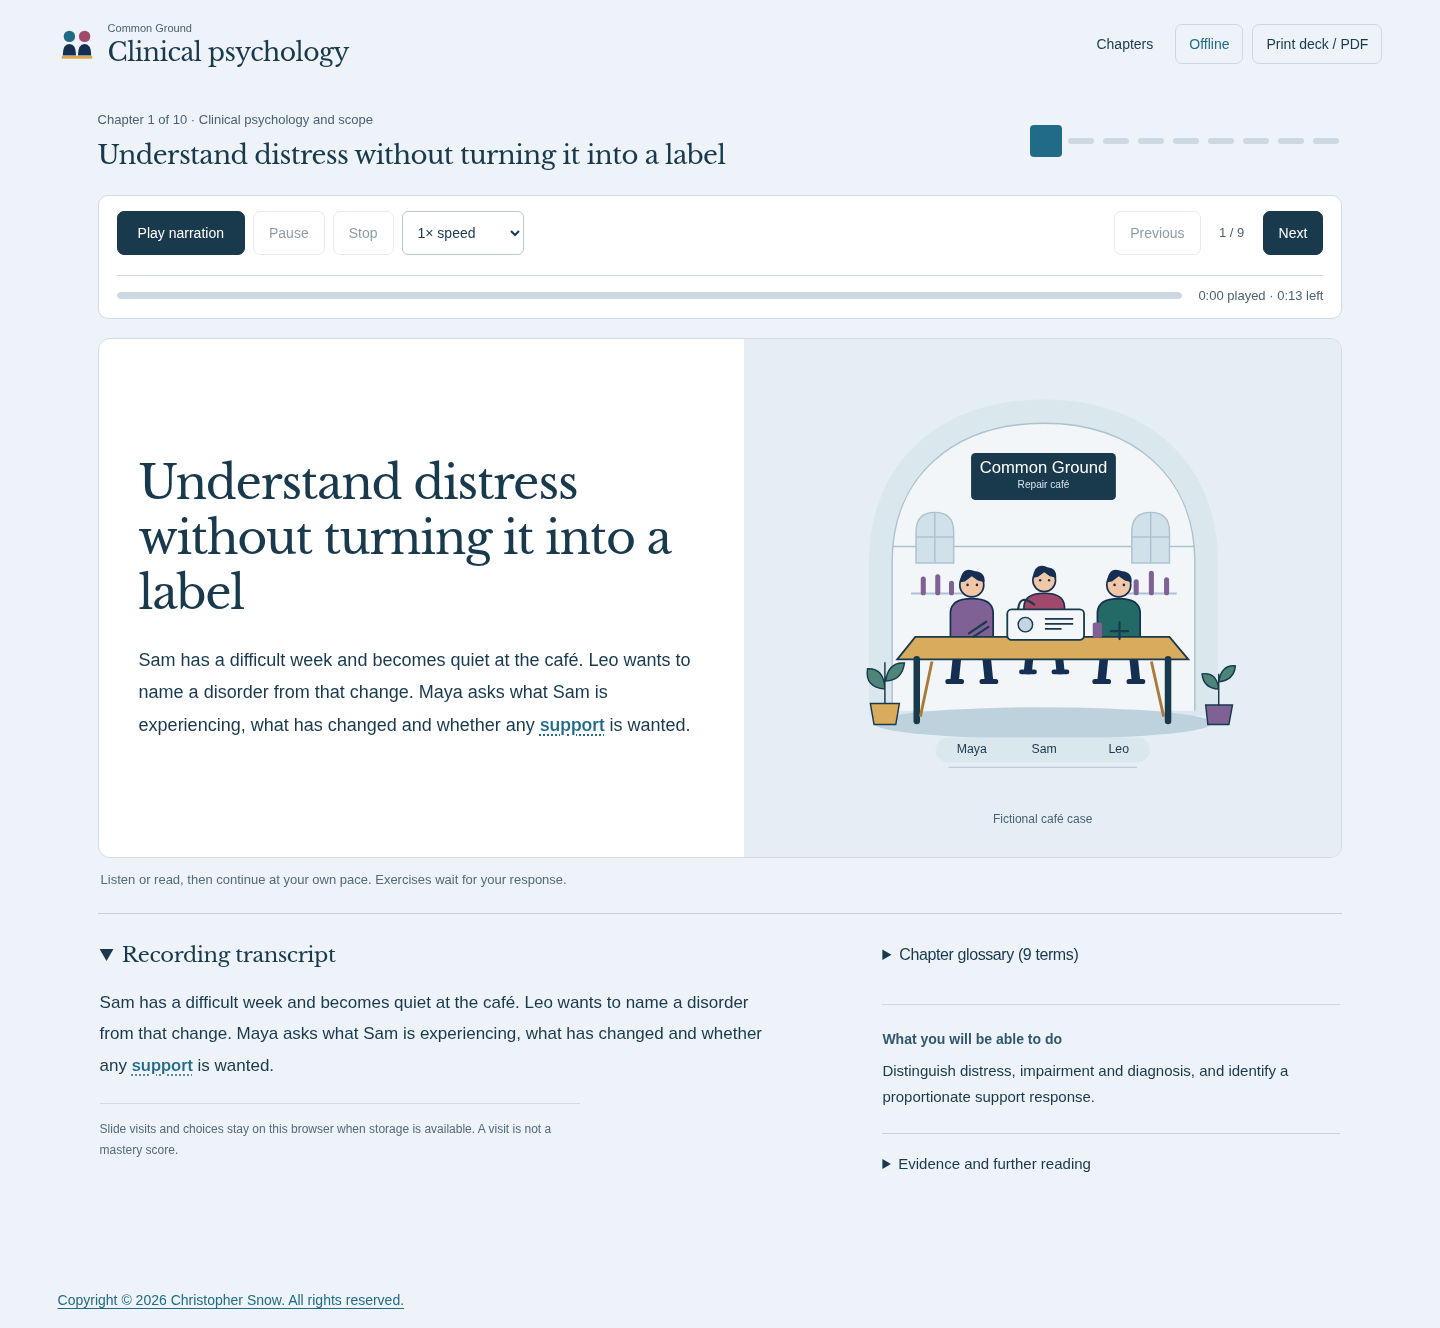 Common Ground
Clinical psychology
Chapters
Offline
Print deck / PDF
Chapter 1 of 10 · Clinical psychology and scope
Understand distress without turning it into a label
Play narration
Pause
Stop
1× speed
Previous
1 / 9
Next
0:00 played · 0:13 left
Understand distress
without turning it into a
label
Sam has a difficult week and becomes quiet at the café. Leo wants to
name a disorder from that change. Maya asks what Sam is
experiencing, what has changed and whether any support is wanted.
Common Ground
Repair café
Maya
Sam
Leo
Fictional café case
Listen or read, then continue at your own pace. Exercises wait for your response.
Recording transcript
Sam has a difficult week and becomes quiet at the café. Leo wants to name a disorder
from that change. Maya asks what Sam is experiencing, what has changed and whether
any support is wanted.
Slide visits and choices stay on this browser when storage is available. A visit is not a
mastery score.
Chapter glossary (9 terms)
What you will be able to do
Distinguish distress, impairment and diagnosis, and identify a
proportionate support response.
Evidence and further reading
Copyright © 2026 Christopher Snow. All rights reserved.